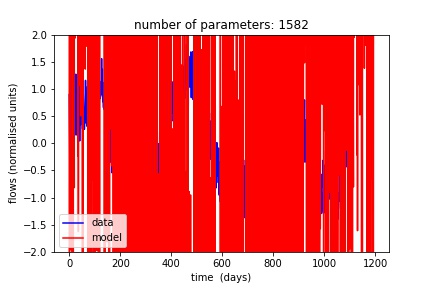 number of parameters: 1582
flows (normalised units)
2.0
1.5
1.0
0.5
0.0
−0.5
−1.0
−1.5
−2.0
data
model
0 200 400 600 800 1000 1200
time (days)